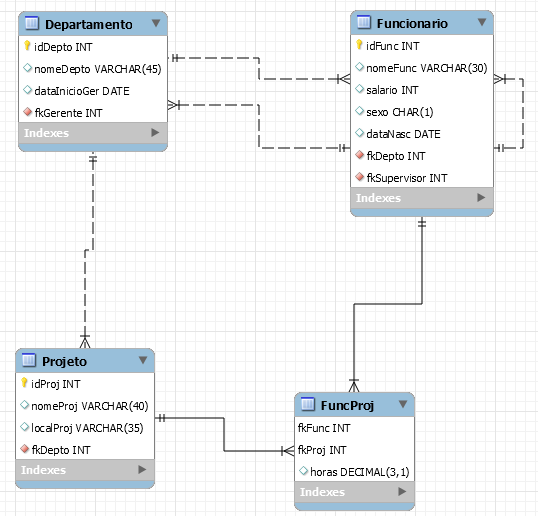 Departamento
idDepto INT
nomeDepto VARCHAR(45)
dataInicioGer DATE
fkGerente INT
Indexes
Funcionario
idFunc INT
nomeFunc VARCHAR(30)
salario INT
sexo CHAR(1)
dataNasc DATE
fkDepto INT
fkSupervisor INT
Indexes
Projeto
idProj INT
nomeProj VARCHAR(40)
localProj VARCHAR(35)
fkDepto INT
Indexes
FuncProj
fkFunc INT
fkProj INT
horas DECIMAL(3,1)
Indexes